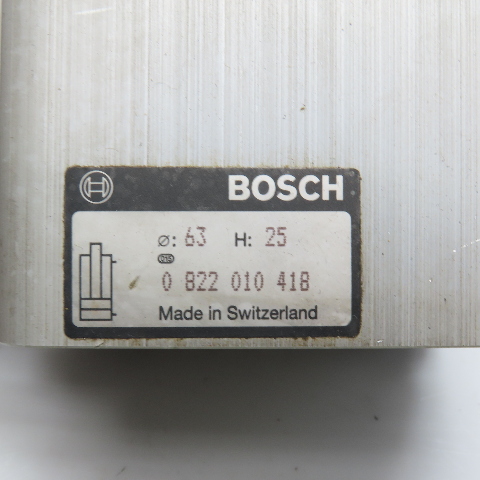 BOSCH
Ø: 63 H: 25
0 822 010 418
Made in Switzerland